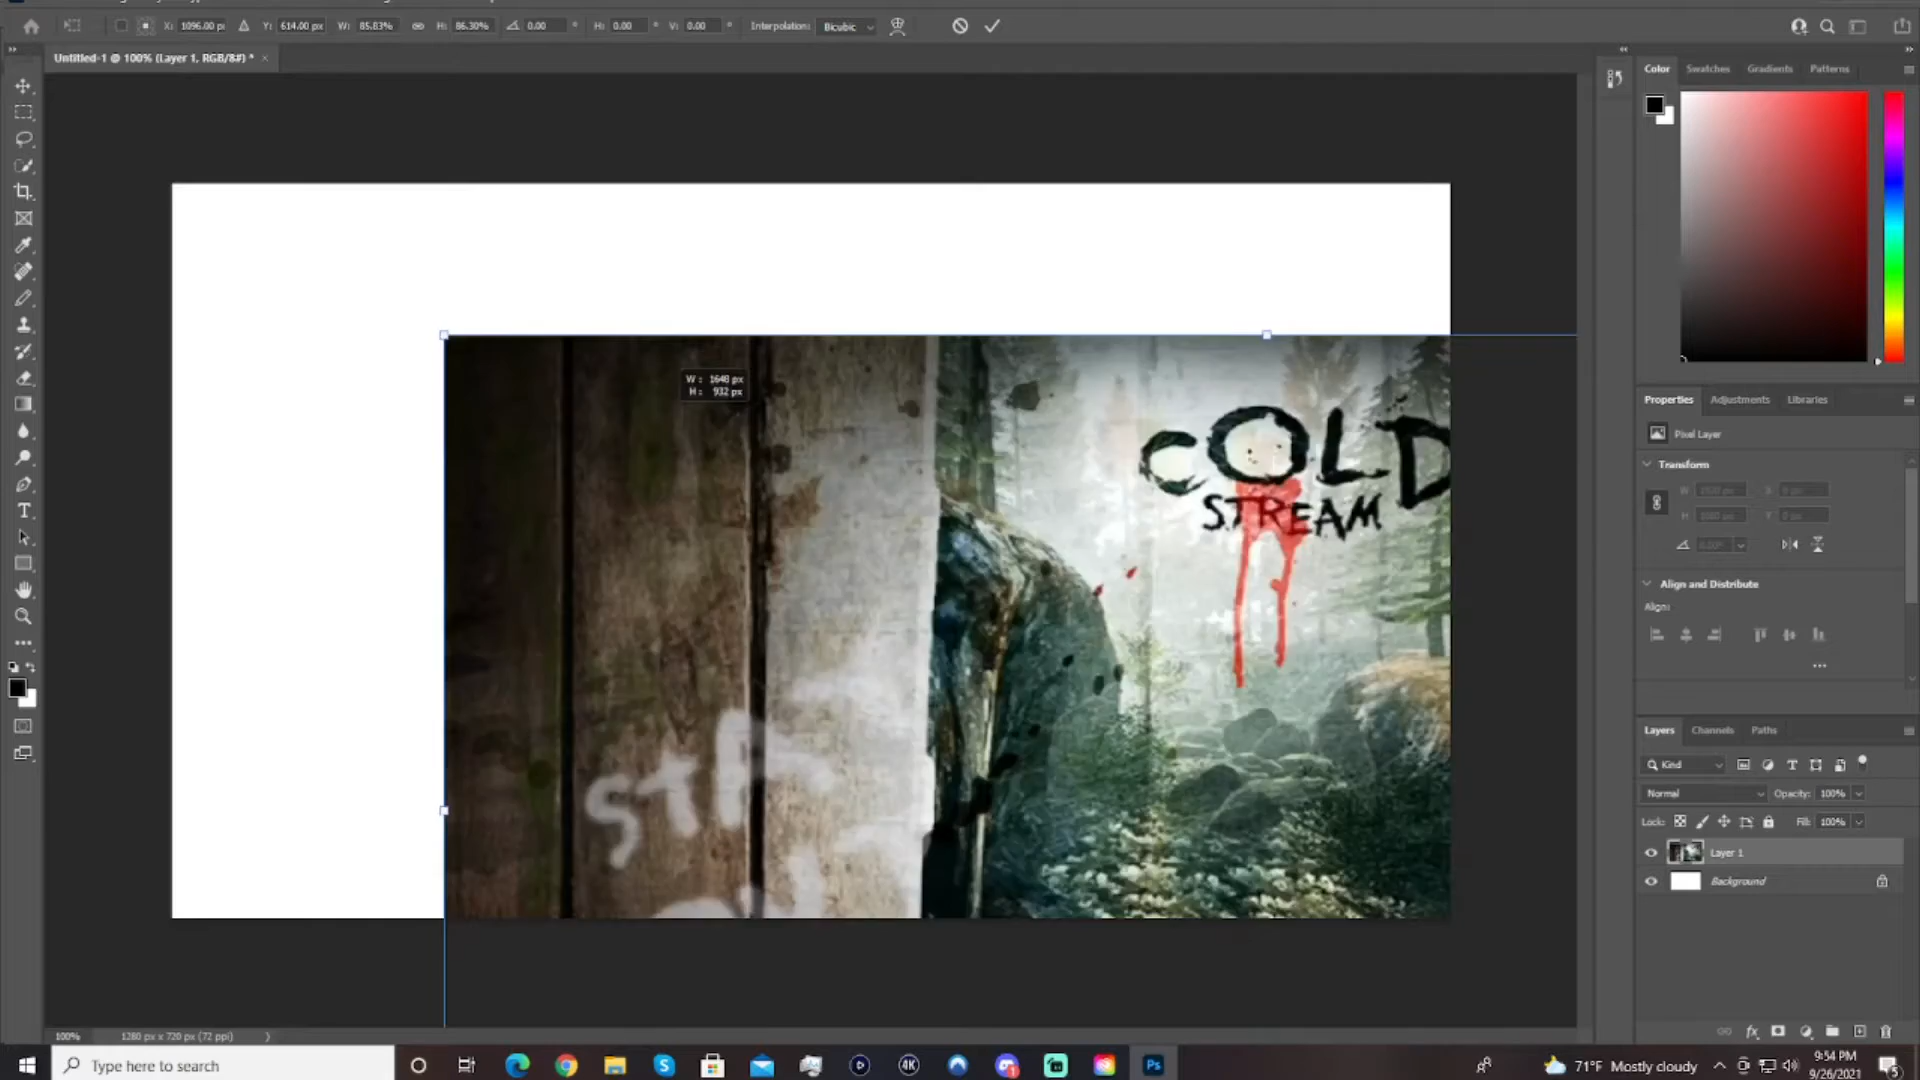 X: 1096.00 p
Y: 614.00 px
W: 85.83%
H: 86.30%
0.00 °
H: 0.00 °
V: 0.00 °
Interpolation: Bicubic
Untitled-1 @ 100% (Layer 1, RGB/8#) * ×
W : 1648 px
H : 932 px
COLD
STREAM
StA
Color Swatches Gradients Patterns
Properties Adjustments Libraries
Pixel Layer
Transform
W
X
H
Y
Align and Distribute
Align:
Layers Channels Paths
Kind
Normal Opacity: 100%
Lock: Fill: 100%
Layer 1
Background
100% 1280 px x 720 px (72 ppi)
Type here to search
4K
Ps
71°F Mostly cloudy
9:54 PM
9/26/2021
5